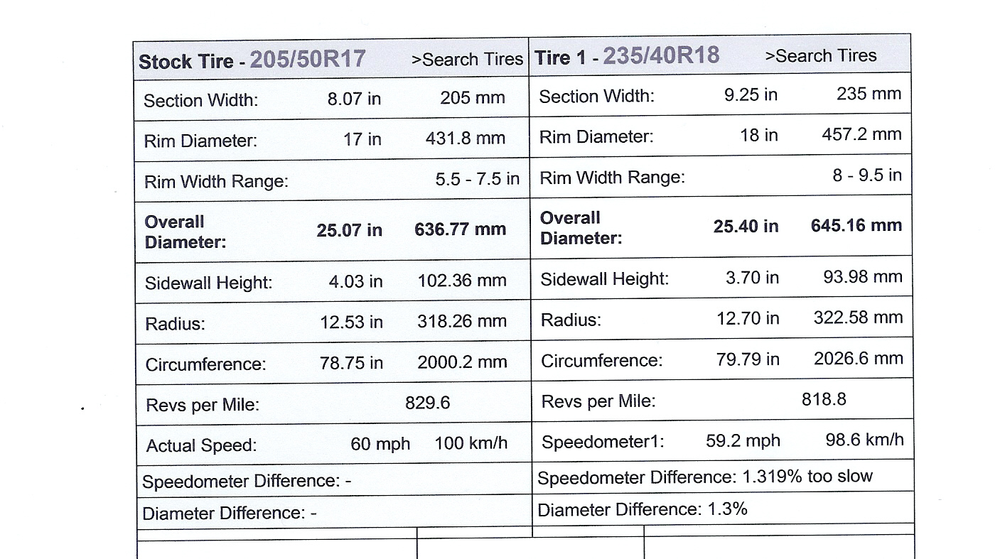 Stock Tire - 205/50R17 >Search Tires Tire 1 - 235/40R18 >Search Tires
Section Width: 8.07 in 205 mm Section Width: 9.25 in 235 mm
Rim Diameter: 17 in 431.8 mm Rim Diameter: 18 in 457.2 mm
Rim Width Range: 5.5 - 7.5 in Rim Width Range: 8 - 9.5 in
Overall Diameter: 25.07 in 636.77 mm Overall Diameter: 25.40 in 645.16 mm
Sidewall Height: 4.03 in 102.36 mm Sidewall Height: 3.70 in 93.98 mm
Radius: 12.53 in 318.26 mm Radius: 12.70 in 322.58 mm
Circumference: 78.75 in 2000.2 mm Circumference: 79.79 in 2026.6 mm
Revs per Mile: 829.6 Revs per Mile: 818.8
Actual Speed: 60 mph 100 km/h Speedometer1: 59.2 mph 98.6 km/h
Speedometer Difference: - Speedometer Difference: 1.319% too slow
Diameter Difference: - Diameter Difference: 1.3%